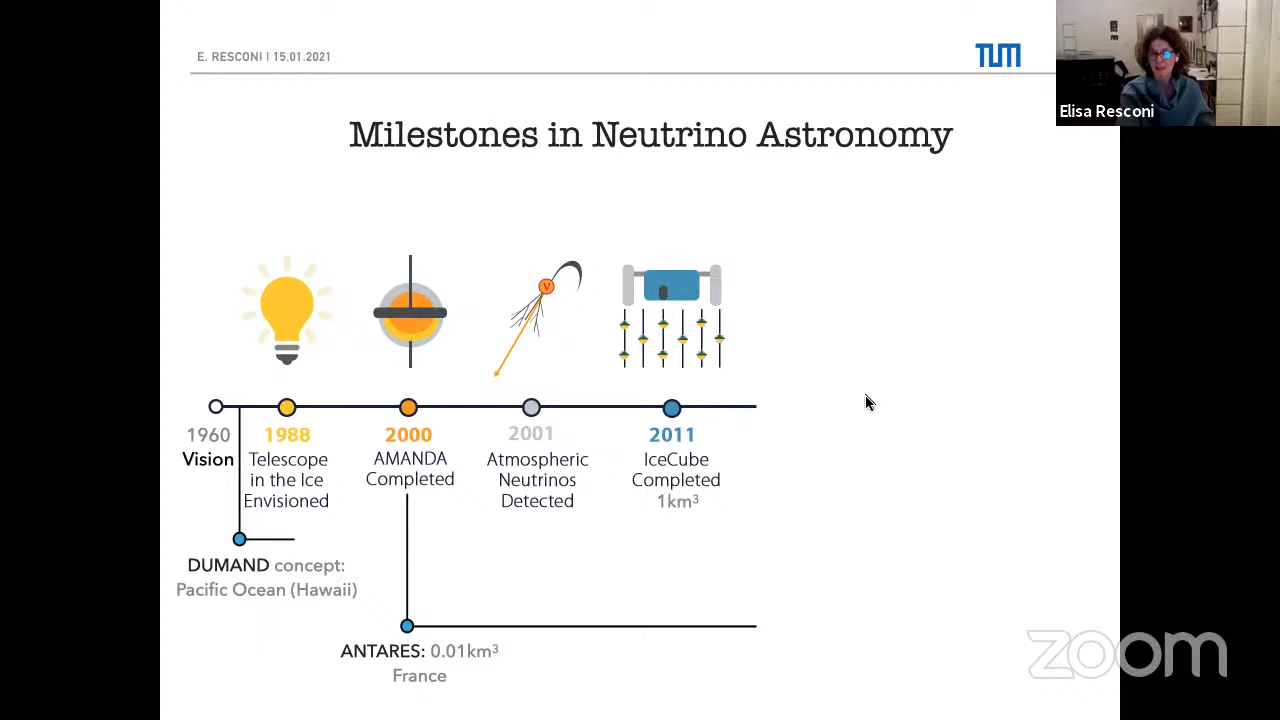 E. RESCONI I 15.01.2021
TUM
Elisa Resconi
Milestones in Neutrino Astronomy
V
1960
Vision
1988
Telescope
in the Ice
Envisioned
2000
AMANDA
Completed
2001
Atmospheric
Neutrinos
Detected
2011
IceCube
Completed
1km³
DUMAND concept:
Pacific Ocean (Hawaii)
ANTARES: 0.01km³
France
zoom